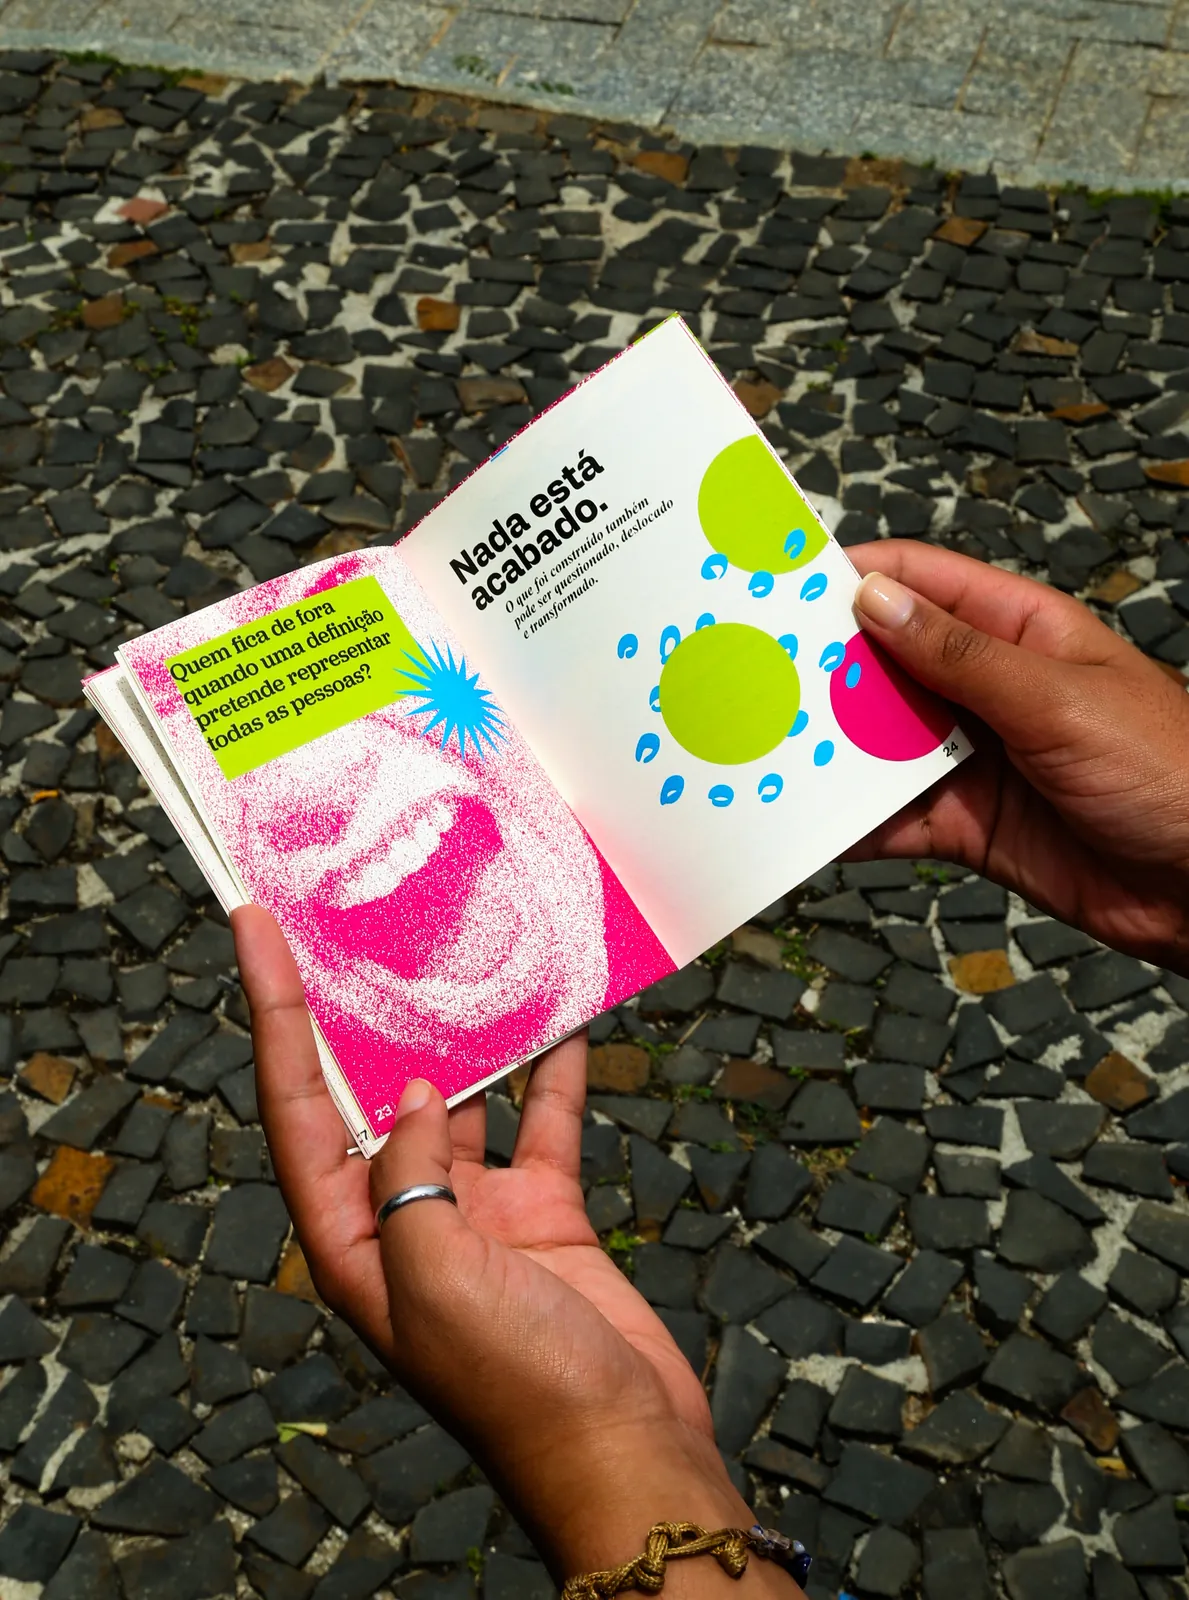 Quem fica de fora
quando uma definição
pretende representar
todas as pessoas?
23
7
Nada está
acabado.
O que foi construído também
pode ser questionado, deslocado
e transformado.
24